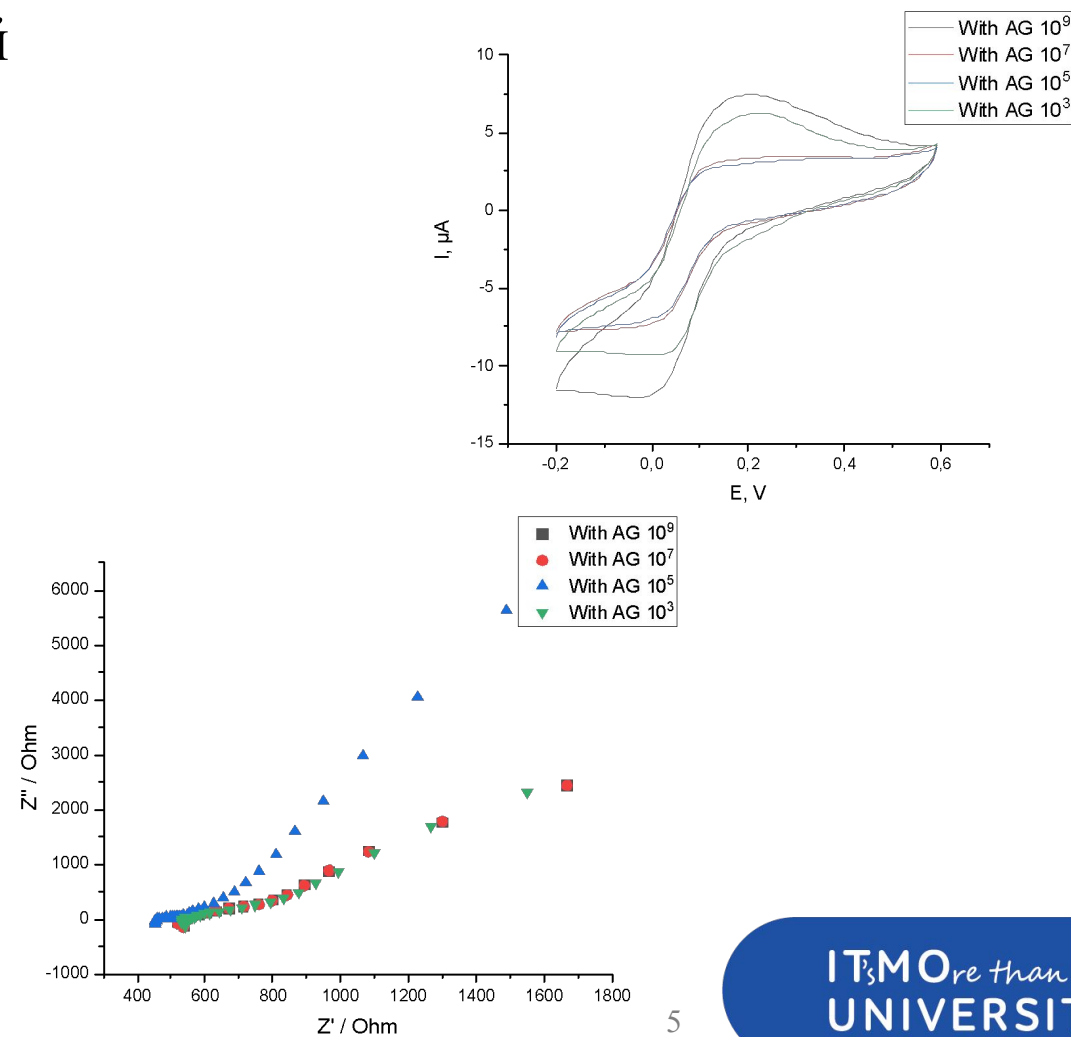 With AG 10⁹
With AG 10⁷
With AG 10⁵
With AG 10³
10
5
0
-5
-10
-15
I, µA
-0,2 0,0 0,2 0,4 0,6
E, V
With AG 10⁹
With AG 10⁷
With AG 10⁵
With AG 10³
6000
5000
4000
3000
2000
1000
0
-1000
Z'' / Ohm
400 600 800 1000 1200 1400 1600 1800
Z' / Ohm
5
IT's MOre than
UNIVERSIT